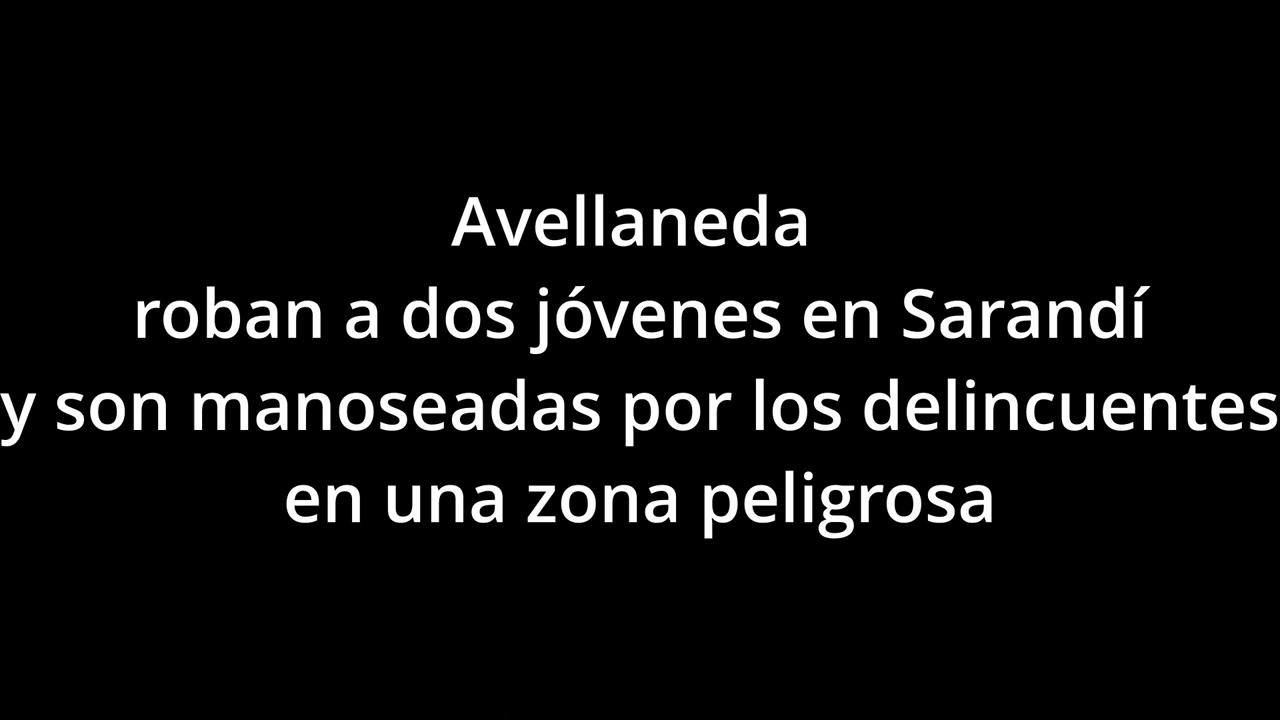 Avellaneda
roban a dos jóvenes en Sarandí
y son manoseadas por los delincuentes
en una zona peligrosa